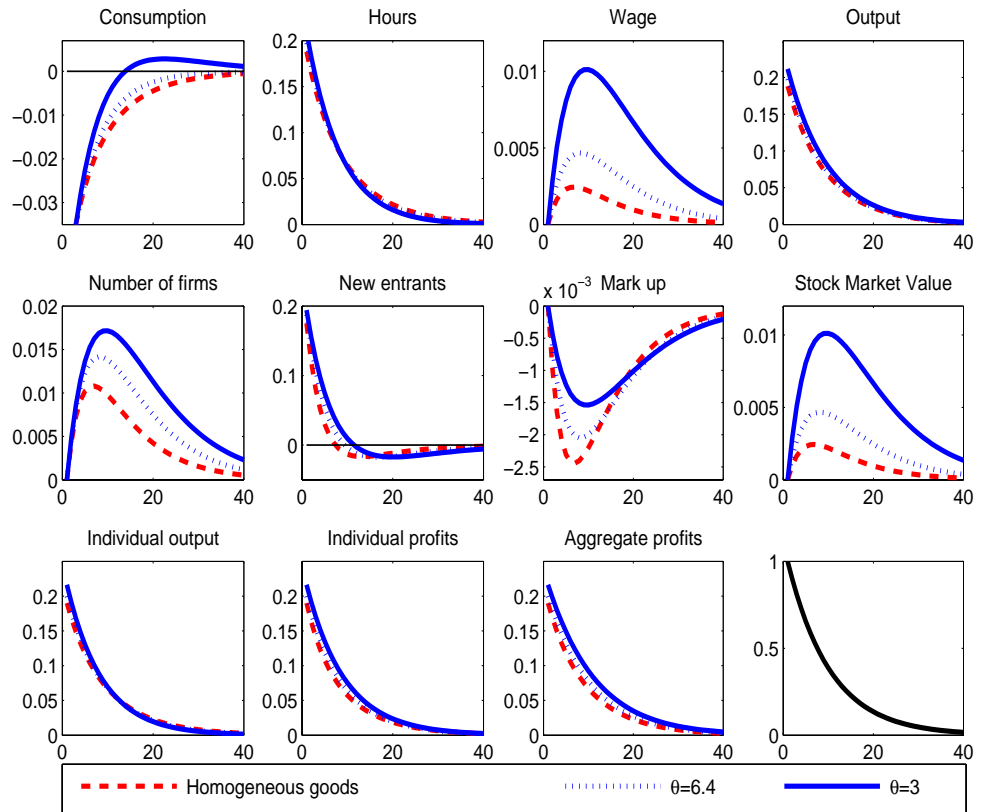 Consumption
0
−0.01
−0.02
−0.03
0 20 40
Hours
0.2
0.15
0.1
0.05
0
0 20 40
Wage
0.01
0.005
0
0 20 40
Output
0.2
0.15
0.1
0.05
0
0 20 40
Number of firms
0.02
0.015
0.01
0.005
0
0 20 40
New entrants
0.2
0.1
0
0 20 40
x 10⁻³ Mark up
0
−0.5
−1
−1.5
−2
−2.5
0 20 40
Stock Market Value
0.01
0.005
0
0 20 40
Individual output
0.2
0.15
0.1
0.05
0
0 20 40
Individual profits
0.2
0.15
0.1
0.05
0
0 20 40
Aggregate profits
0.2
0.15
0.1
0.05
0
0 20 40
1
0.5
0
0 20 40
Homogeneous goods θ=6.4 θ=3